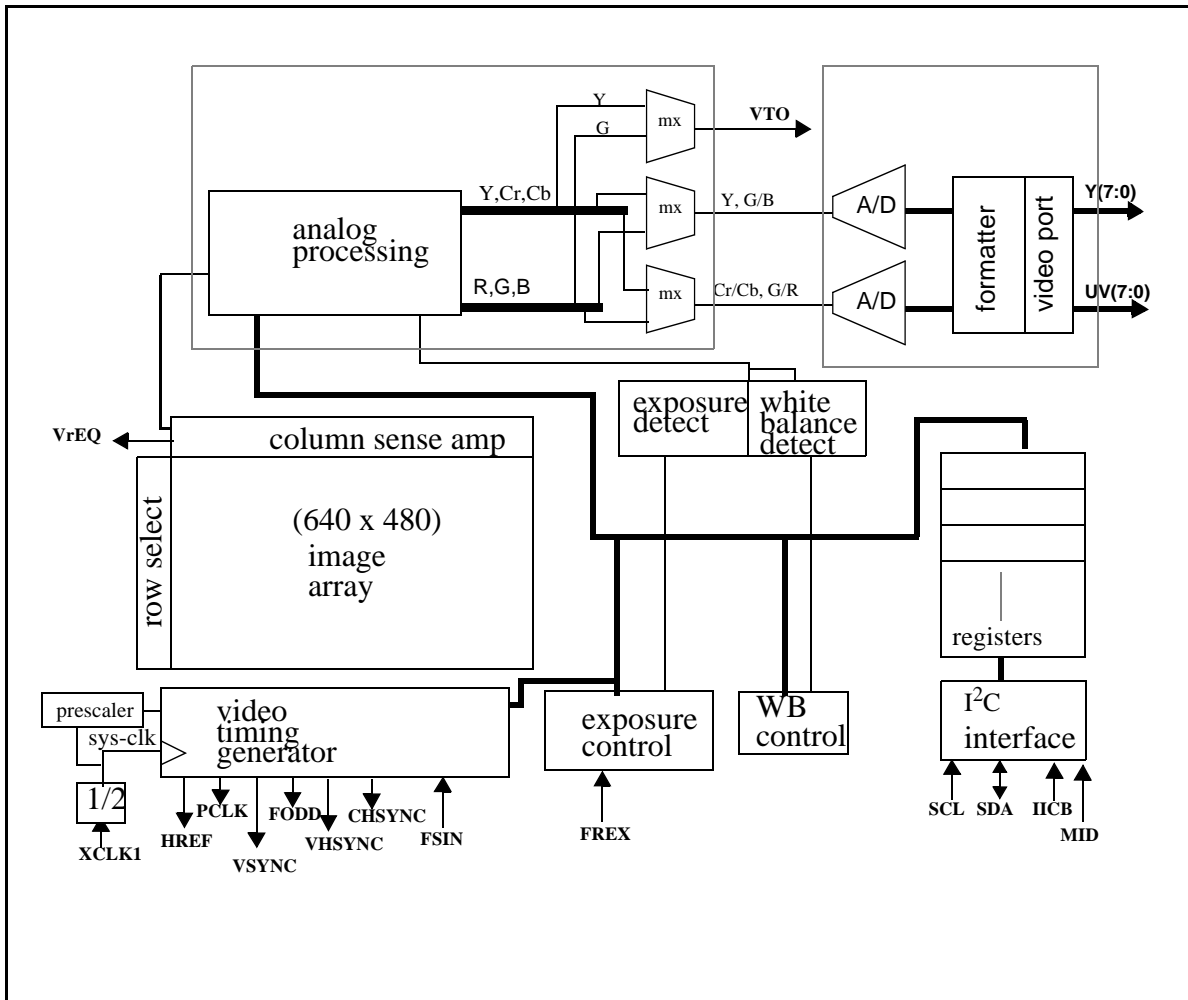 Y
mx
VTO
G
Y,Cr,Cb
mx
Y, G/B
A/D
Y(7:0)
analog
processing
formatter
video port
R,G,B
mx
Cr/Cb, G/R
A/D
UV(7:0)
exposure
detect
white
balance
detect
VrEQ
column sense amp
row select
(640 x 480)
image
array
registers
prescaler
sys-clk
video
timing
generator
exposure
control
WB
control
I²C
interface
1/2
XCLK1
HREF
PCLK
VSYNC
FODD
VHSYNC
CHSYNC
FSIN
FREX
SCL
SDA
IICB
MID